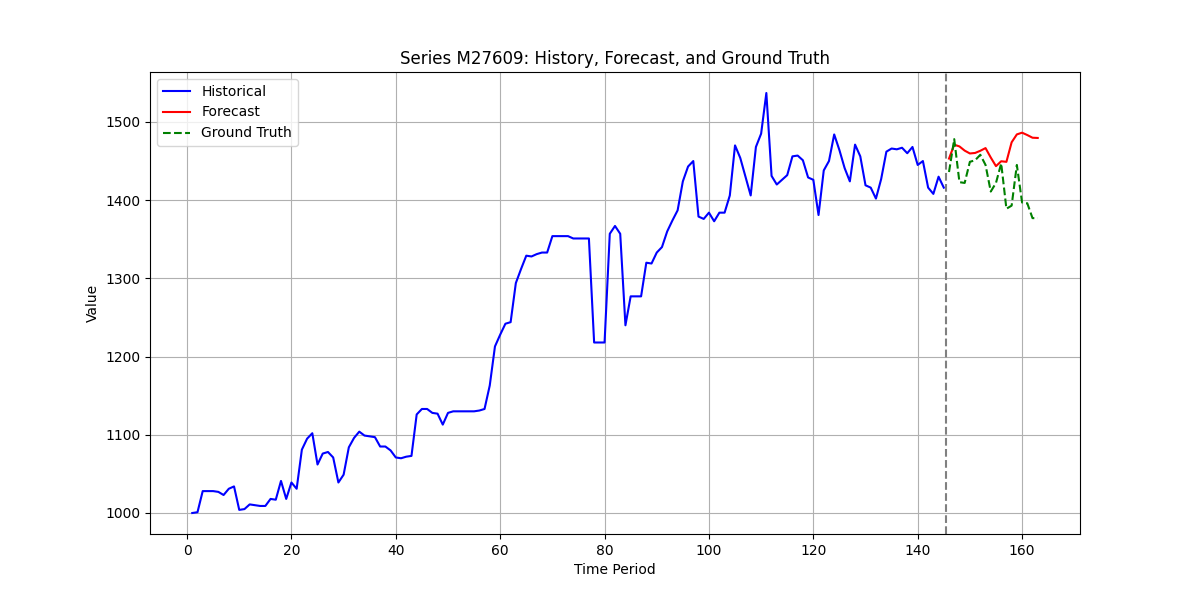 Series M27609: History, Forecast, and Ground Truth
Historical
Forecast
Ground Truth
1500
1400
1300
1200
1100
1000
Value
0 20 40 60 80 100 120 140 160
Time Period